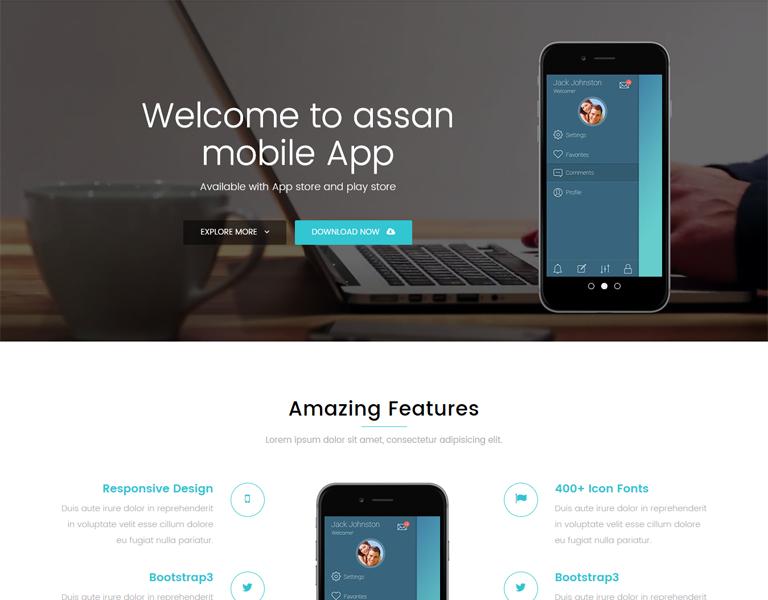 Welcome to assan
mobile App
Available with App store and play store
EXPLORE MORE
DOWNLOAD NOW
Jack Johnston
Welcome!
Settings
Favorites
Comments
Profile
Amazing Features
Lorem ipsum dolor sit amet, consectetur adipisicing elit.
Responsive Design
Duis aute irure dolor in reprehenderit
in voluptate velit esse cillum dolore
eu fugiat nulla pariatur.
Bootstrap3
Duis aute irure dolor in reprehenderit
Jack Johnston
Welcome!
Settings
Favorites
400+ Icon Fonts
Duis aute irure dolor in reprehenderit
in voluptate velit esse cillum dolore
eu fugiat nulla pariatur.
Bootstrap3
Duis aute irure dolor in reprehenderit